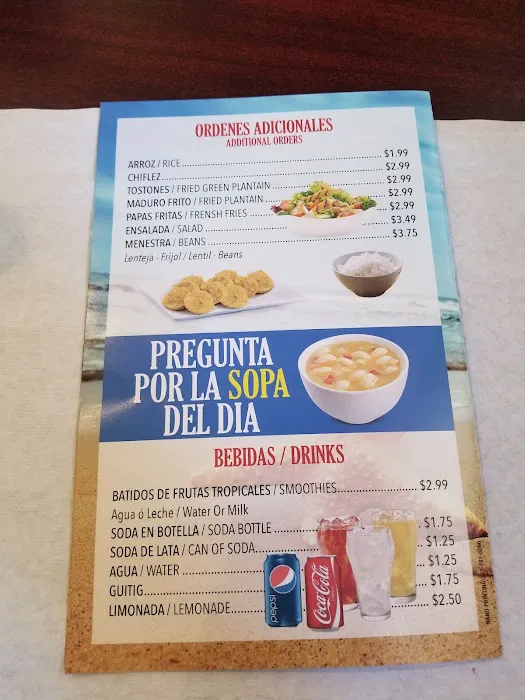 ORDENES ADICIONALES
ADDITIONAL ORDERS
ARROZ / RICE $1.99
CHIFLEZ $2.99
TOSTONES / FRIED GREEN PLANTAIN $2.99
MADURO FRITO / FRIED PLANTAIN $2.99
PAPAS FRITAS / FRENSH FRIES $2.99
ENSALADA / SALAD $3.49
MENESTRA / BEANS $3.75
Lenteja - Frijol / Lentil - Beans
PREGUNTA
POR LA SOPA
DEL DIA
BEBIDAS / DRINKS
BATIDOS DE FRUTAS TROPICALES / SMOOTHIES $2.99
Agua ó Leche / Water Or Milk
SODA EN BOTELLA / SODA BOTTLE $1.75
SODA DE LATA / CAN OF SODA $1.25
AGUA / WATER $1.25
GUITIG $1.75
LIMONADA / LEMONADE $2.50
pepsi
Coca-Cola